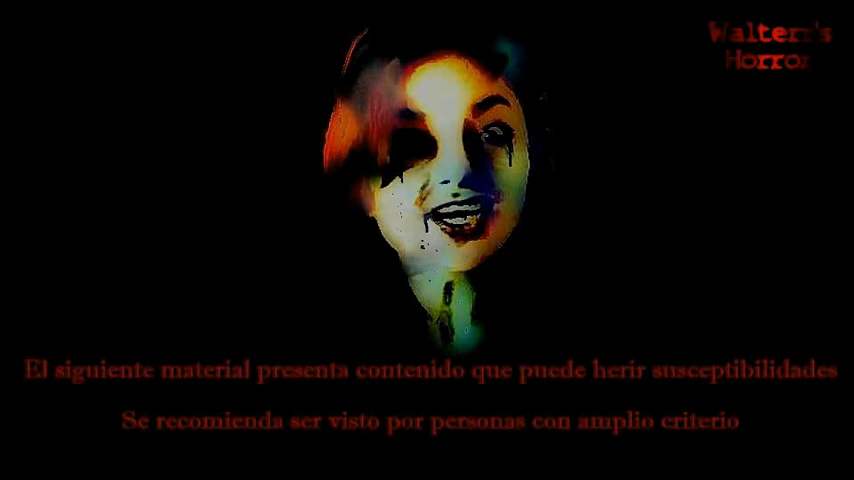 Walterr's
Horror
El siguiente material presenta contenido que puede herir susceptibilidades
Se recomienda ser visto por personas con amplio criterio